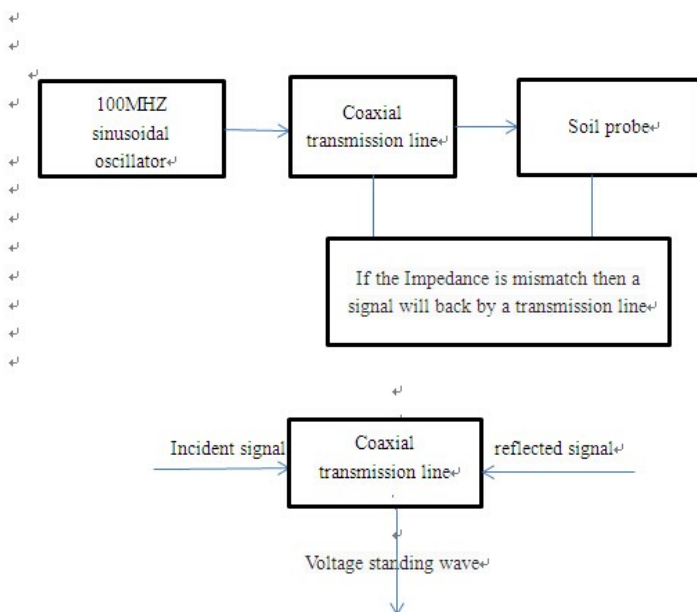 100MHZ
sinusoidal
oscillator
Coaxial
transmission line
Soil probe
If the Impedance is mismatch then a
signal will back by a transmission line
Incident signal
Coaxial
transmission line
reflected signal
Voltage standing wave